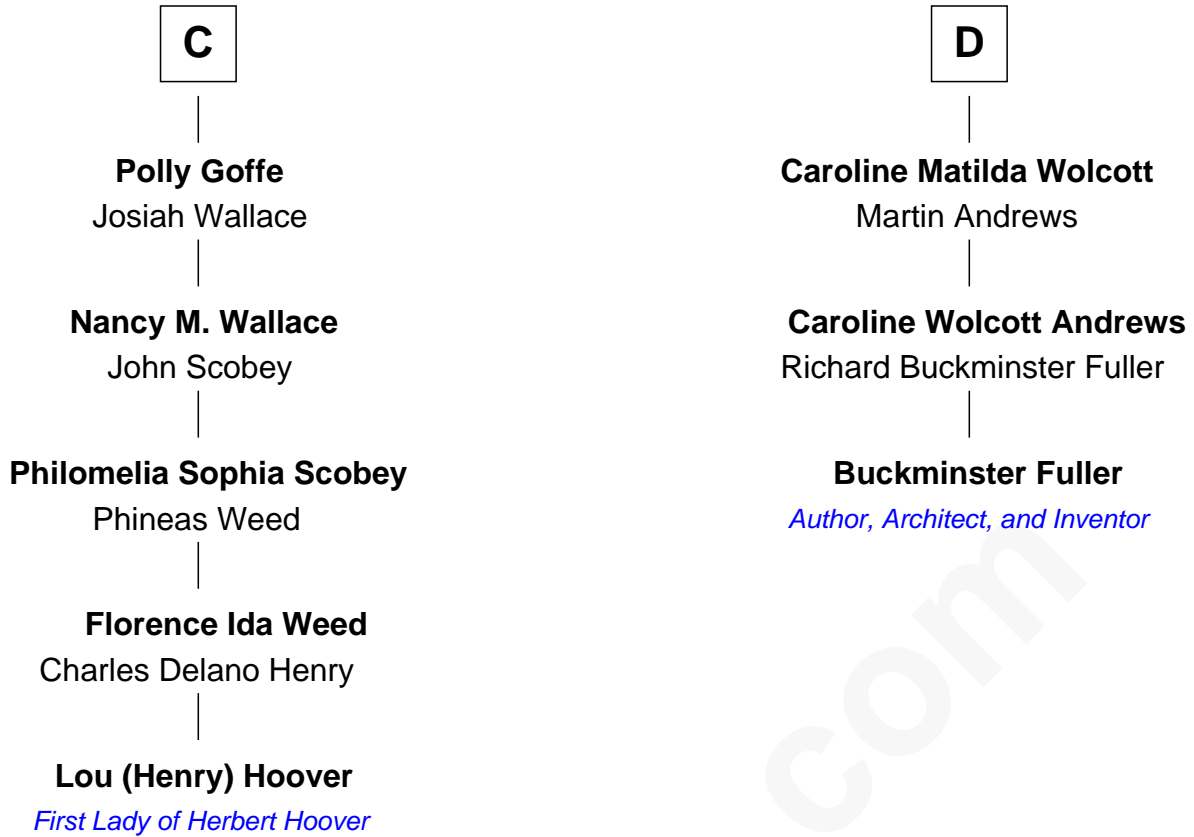 C
Polly Goffe
Josiah Wallace
Nancy M. Wallace
John Scobey
Philomelia Sophia Scobey
Phineas Weed
Florence Ida Weed
Charles Delano Henry
Lou (Henry) Hoover
First Lady of Herbert Hoover
D
Caroline Matilda Wolcott
Martin Andrews
Caroline Wolcott Andrews
Richard Buckminster Fuller
Buckminster Fuller
Author, Architect, and Inventor
com